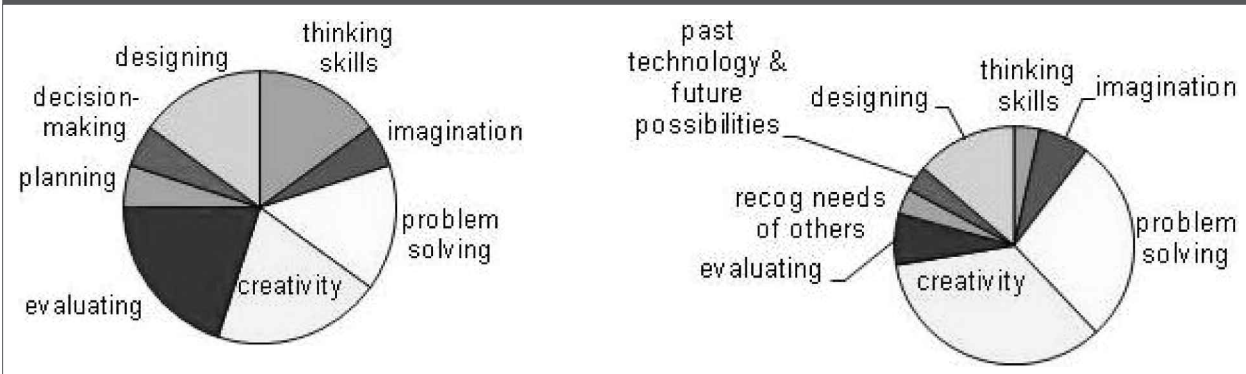 thinking
skills
designing
decision-
making
imagination
planning
problem
solving
creativity
evaluating
past
technology &
future
possibilities
thinking
skills
imagination
designing
recog needs
of others
problem
solving
evaluating
creativity